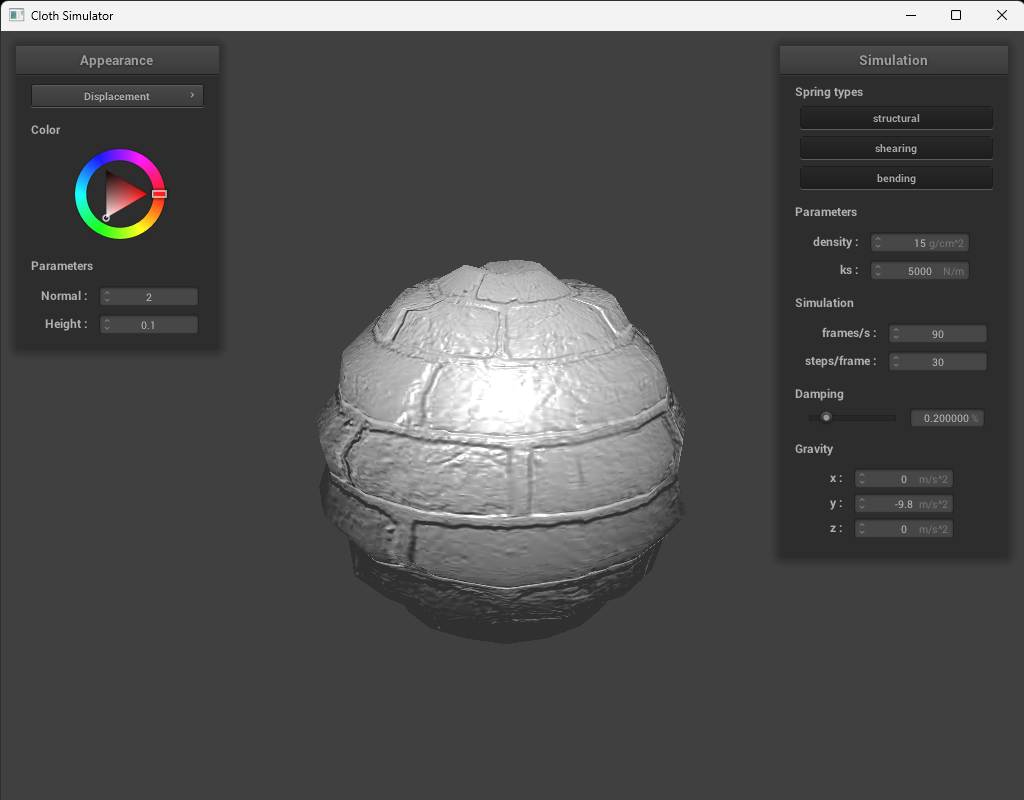 Cloth Simulator
Appearance
Displacement
Color
Parameters
Normal : 2
Height : 0.1
Simulation
Spring types
structural
shearing
bending
Parameters
density : 15 g/cm^2
ks : 5000 N/m
Simulation
frames/s : 90
steps/frame : 30
Damping
0.200000 %
Gravity
x : 0 m/s^2
y : -9.8 m/s^2
z : 0 m/s^2